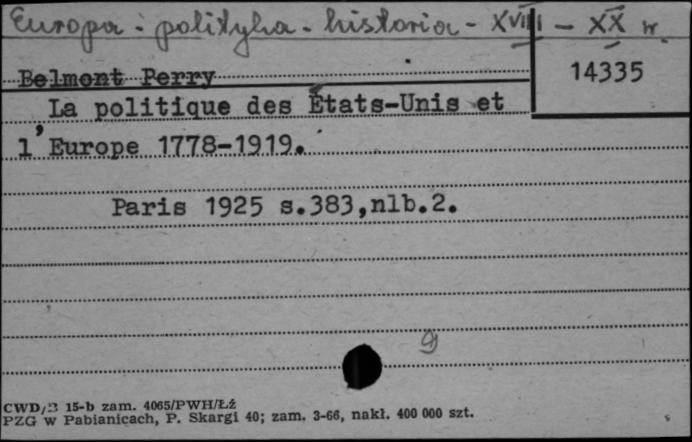 Europa: polityka - historia - XVIII - XX w.
14335
Belmont Perry
La politique des États-Unis et
l'Europe 1778-1919.
Paris 1925 s.383,nlb.2.
CWD/3 15-b zam. 4065/PWH/Łź
PZG w Pabianicach, P. Skargi 40; zam. 3-66, nakł. 400 000 szt.